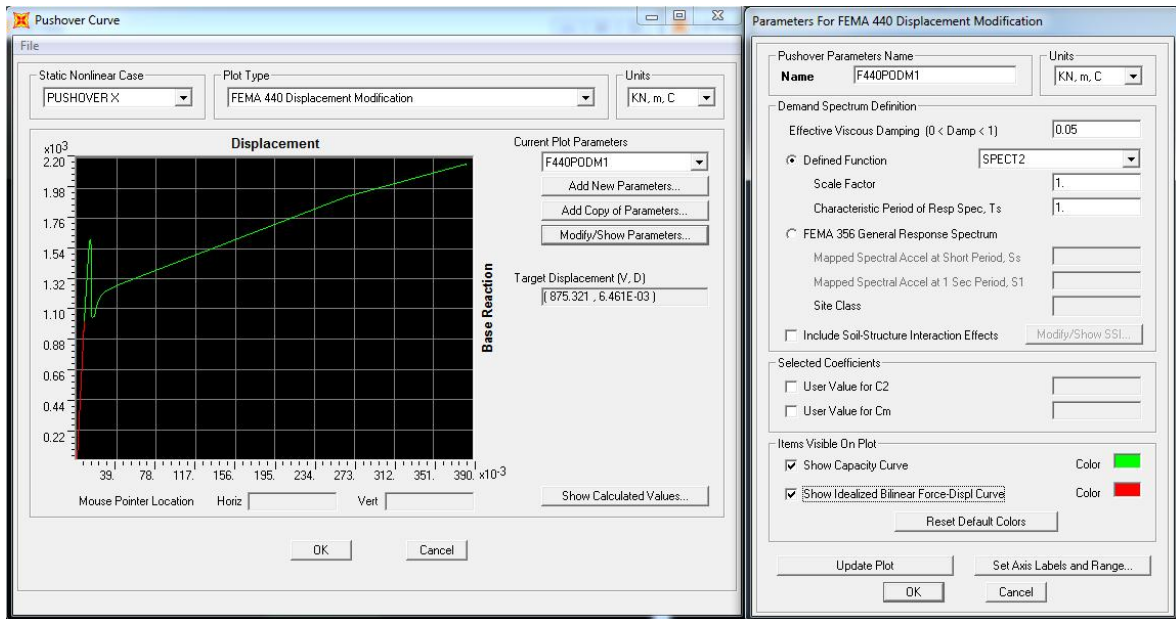 Pushover Curve
File
Static Nonlinear Case
PUSHOVER X
Plot Type
FEMA 440 Displacement Modification
Units
KN, m, C
Displacement
x10³
2.20
1.98
1.76
1.54
1.32
1.10
0.88
0.66
0.44
0.22
39. 78. 117. 156. 195. 234. 273. 312. 351. 390. x10⁻³
Base Reaction
Mouse Pointer Location Horiz Vert
Current Plot Parameters
F440PODM1
Add New Parameters...
Add Copy of Parameters...
Modify/Show Parameters...
Target Displacement (V, D)
( 875.321 , 6.461E-03 )
Show Calculated Values...
OK Cancel
Parameters For FEMA 440 Displacement Modification
Pushover Parameters Name
Name F440PODM1
Units
KN, m, C
Demand Spectrum Definition
Effective Viscous Damping (0 < Damp < 1) 0.05
Defined Function SPECT2
Scale Factor 1.
Characteristic Period of Resp Spec, Ts 1.
FEMA 356 General Response Spectrum
Mapped Spectral Accel at Short Period, Ss
Mapped Spectral Accel at 1 Sec Period, S1
Site Class
Include Soil-Structure Interaction Effects Modify/Show SSI...
Selected Coefficients
User Value for C2
User Value for Cm
Items Visible On Plot
Show Capacity Curve Color
Show Idealized Bilinear Force-Displ Curve Color
Reset Default Colors
Update Plot Set Axis Labels and Range...
OK Cancel